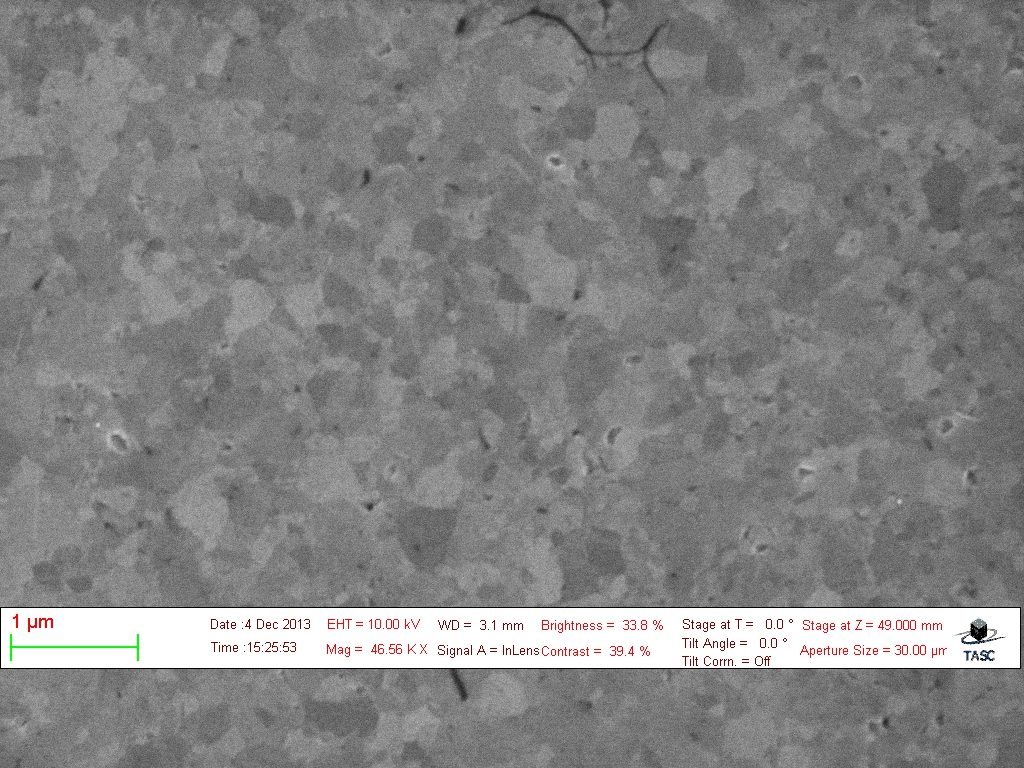 1 µm
Date :4 Dec 2013
Time :15:25:53
EHT = 10.00 kV
Mag = 46.56 K X
WD = 3.1 mm
Signal A = InLens
Brightness = 33.8 %
Contrast = 39.4 %
Stage at T = 0.0 °
Tilt Angle = 0.0 °
Tilt Corrn. = Off
Stage at Z = 49.000 mm
Aperture Size = 30.00 µm
TASC